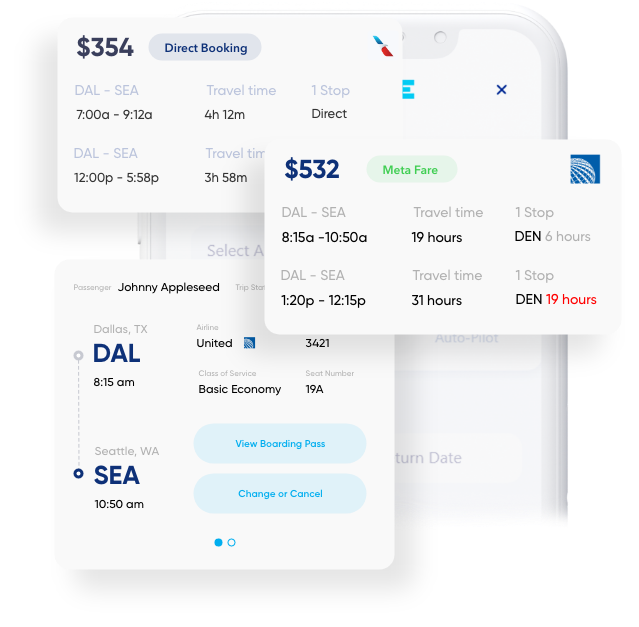 $354 Direct Booking
DAL - SEA Travel time 1 Stop
7:00a - 9:12a 4h 12m Direct
DAL - SEA
12:00p - 5:58p 3h 58m
E ×
$532 Meta Fare
DAL - SEA Travel time 1 Stop
8:15a -10:50a 19 hours DEN 6 hours
DAL - SEA Travel time 1 Stop
1:20p - 12:15p 31 hours DEN 19 hours
Select
Auto-Pilot
Date
Passenger Johnny Appleseed Trip
Dallas, TX
DAL
8:15 am
Airline
United 3421
Class of Service Seat Number
Basic Economy 19A
Seattle, WA
SEA
10:50 am
View Boarding Pass
Change or Cancel